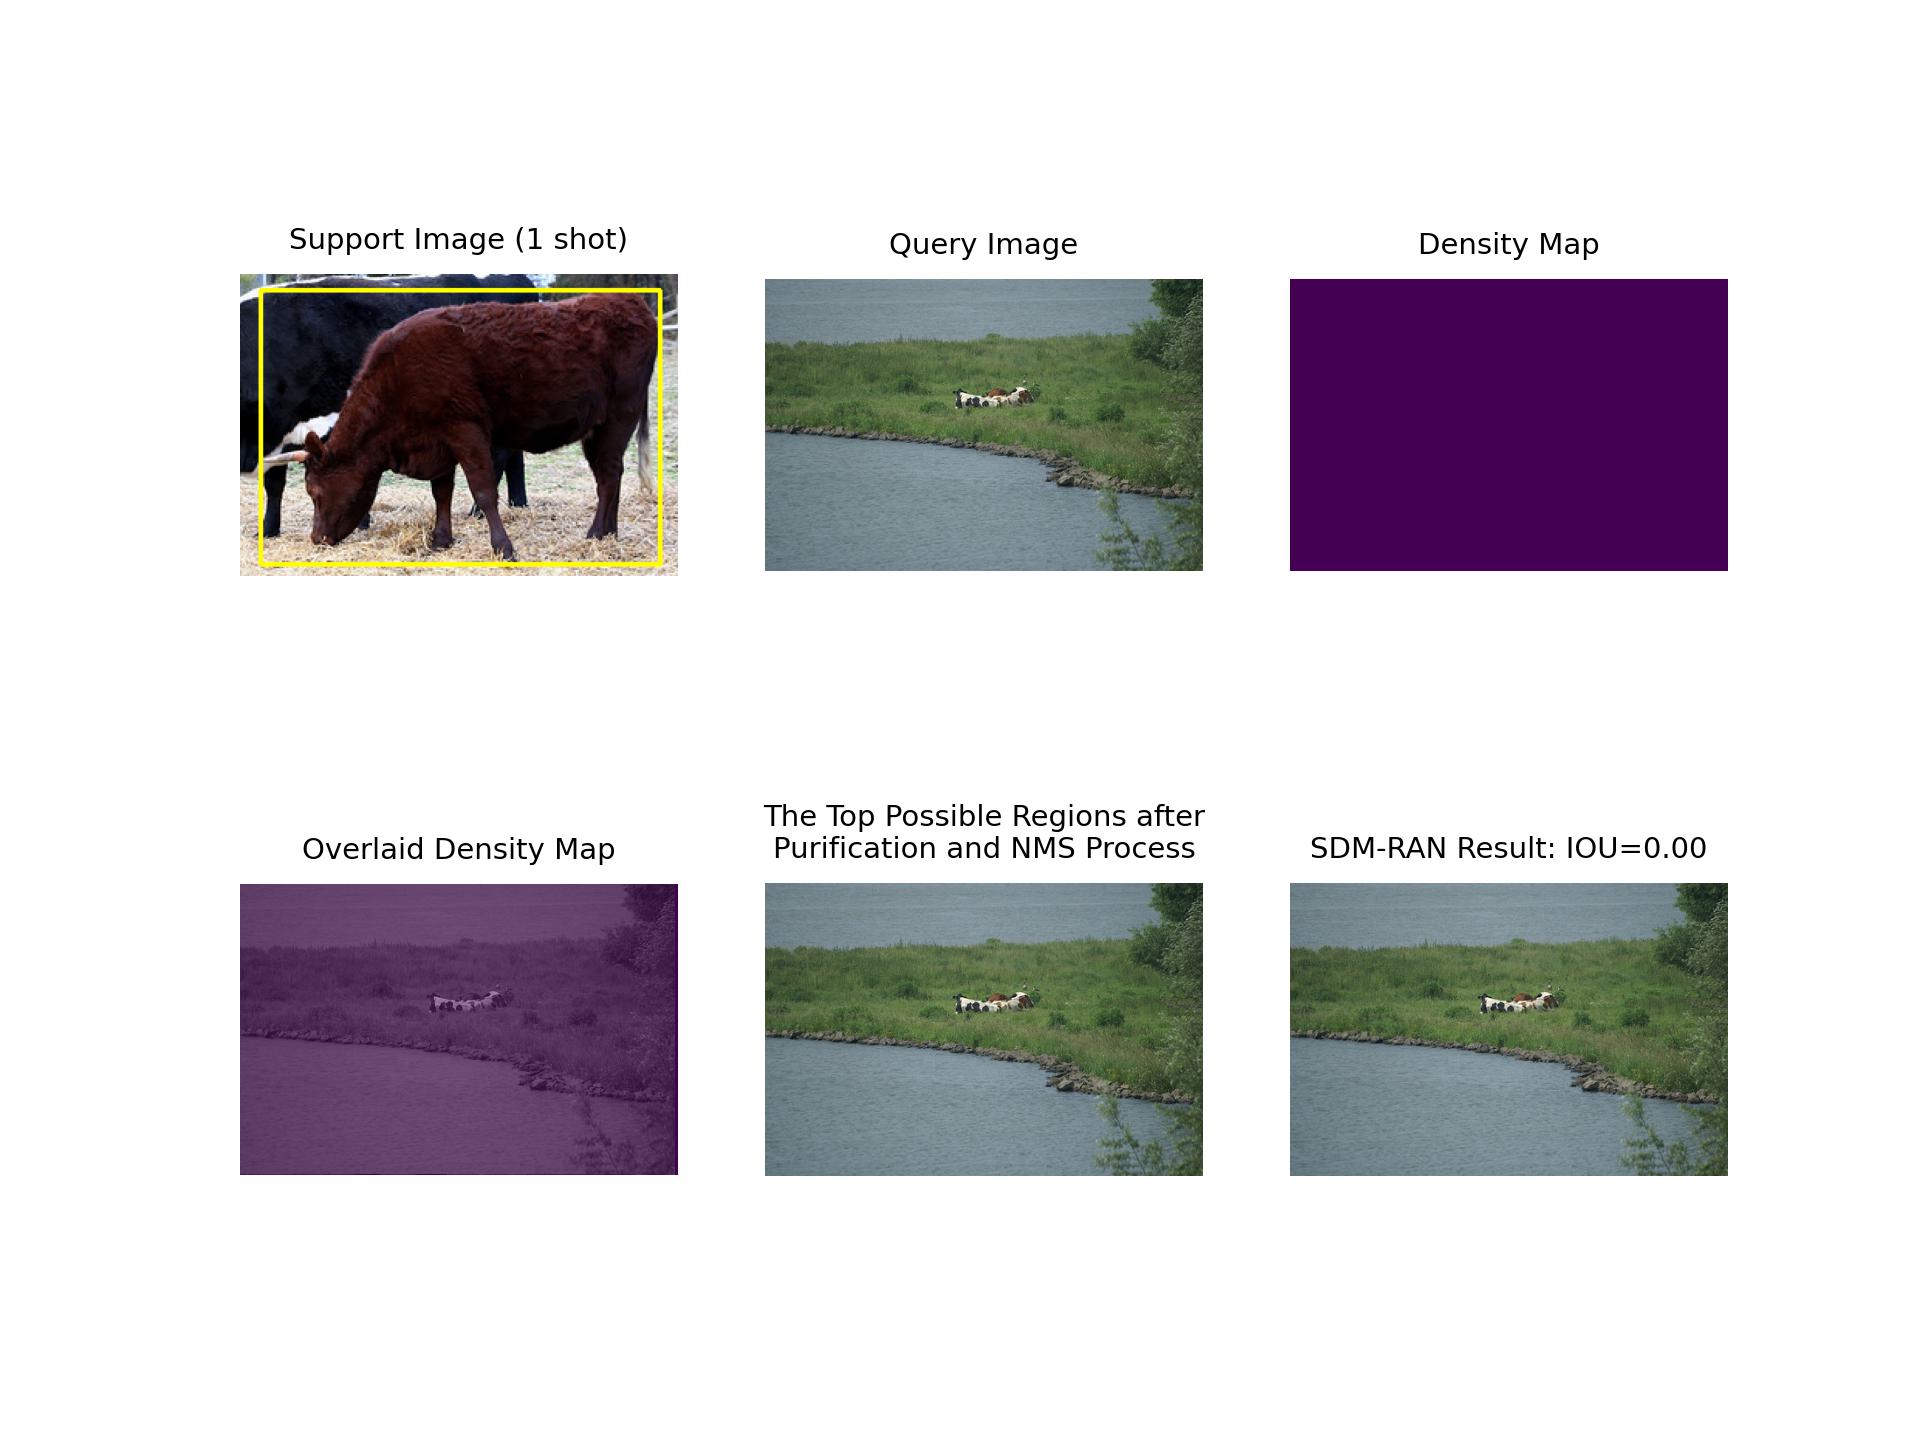 Support Image (1 shot)
Query Image
Density Map
Overlaid Density Map
The Top Possible Regions after
Purification and NMS Process
SDM-RAN Result: IOU=0.00